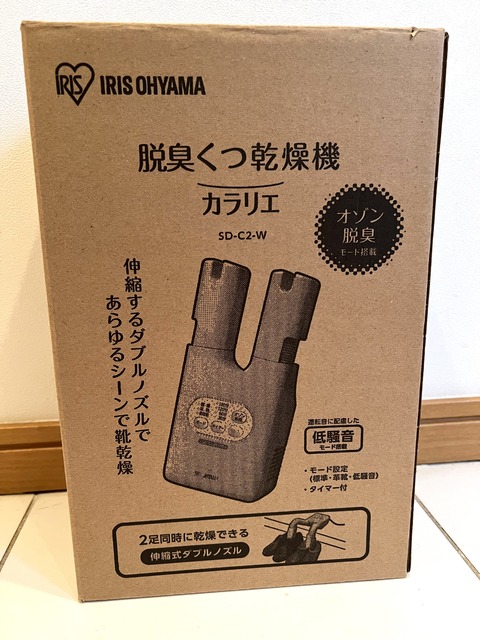 IRIS
IRIS OHYAMA
脱臭くつ乾燥機
カラリエ
SD-C2-W
オゾン
脱臭
モード搭載
伸縮するダブルノズルで
あらゆるシーンで靴乾燥
運転音に配慮した
低騒音
モード搭載
・モード設定
(標準・革靴・低騒音)
・タイマー付
2足同時に乾燥できる
伸縮式ダブルノズル